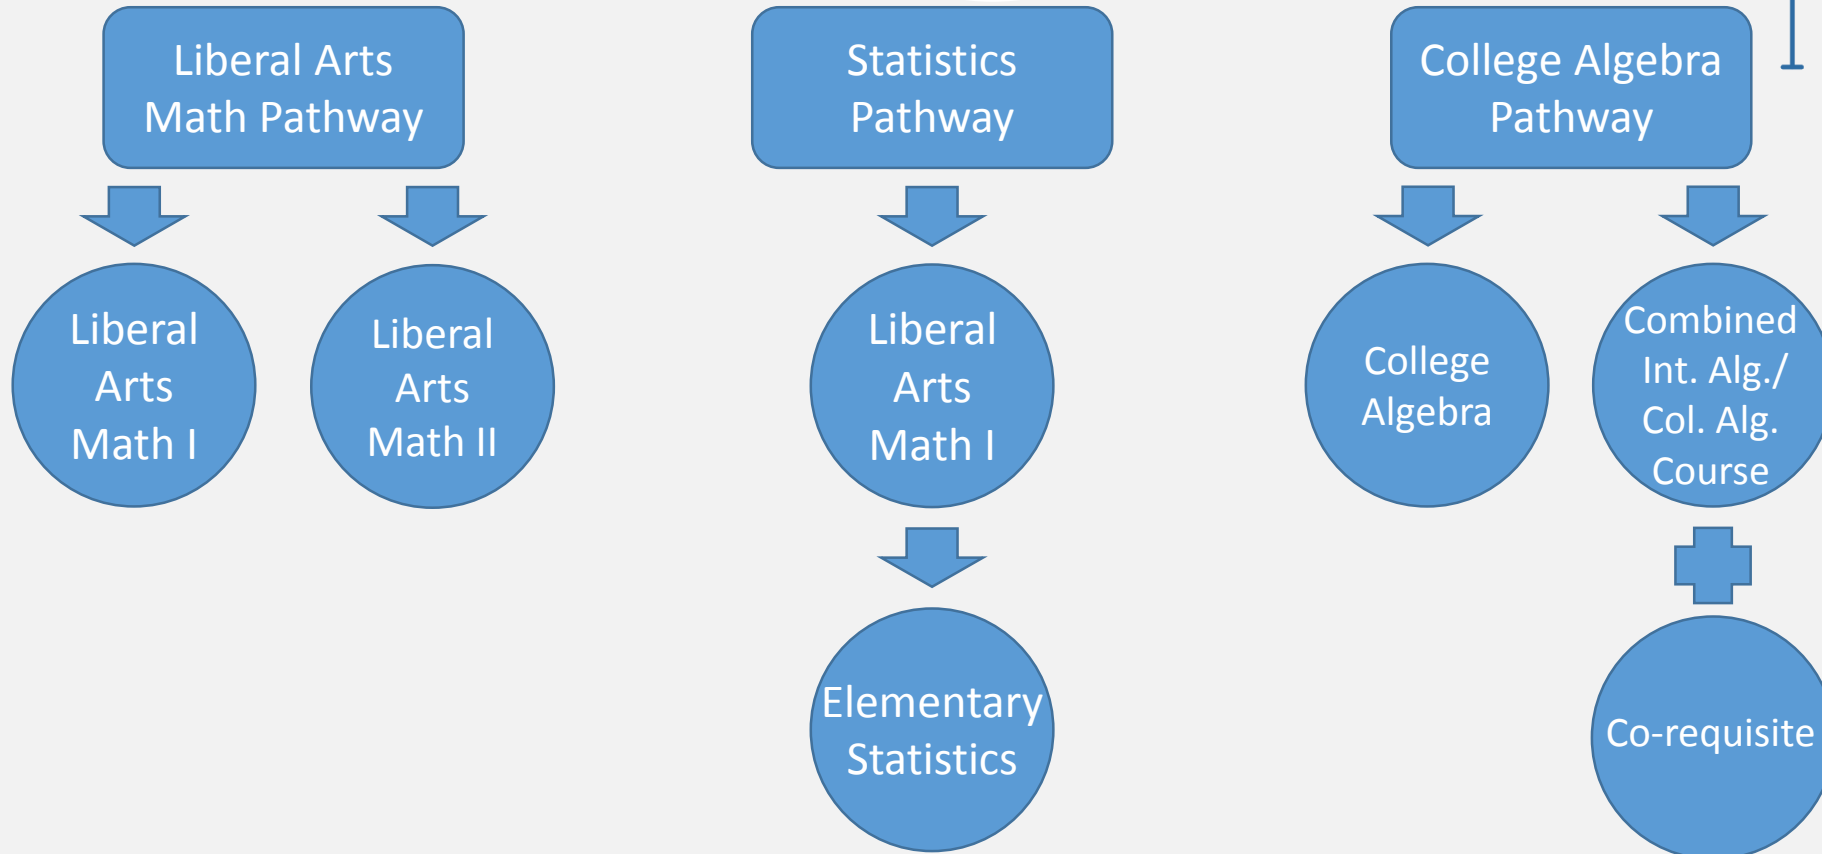 Liberal Arts
Math Pathway
Statistics
Pathway
College Algebra
Pathway
Liberal
Arts
Math I
Liberal
Arts
Math II
Liberal
Arts
Math I
College
Algebra
Combined
Int. Alg./
Col. Alg.
Course
Elementary
Statistics
Co-requisite